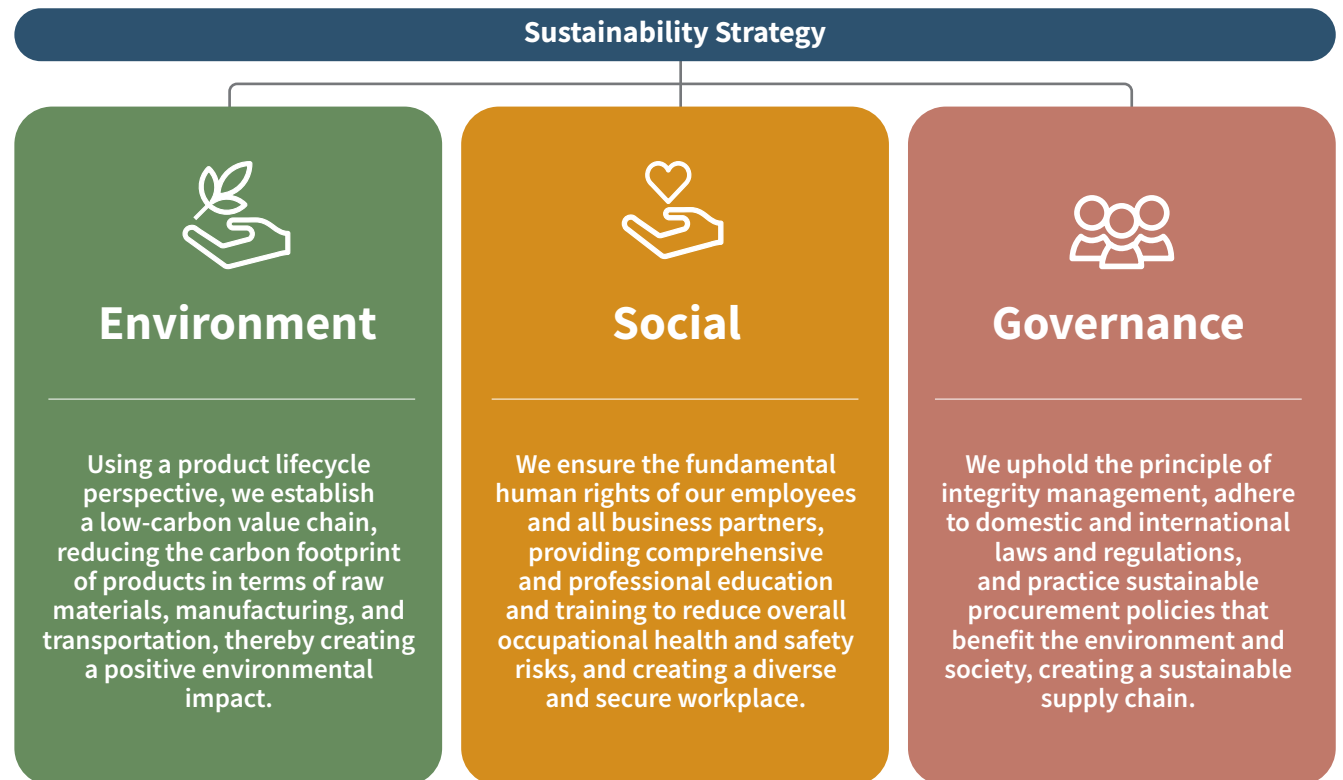 Sustainability Strategy
Environment
Using a product lifecycle
perspective, we establish
a low-carbon value chain,
reducing the carbon footprint
of products in terms of raw
materials, manufacturing, and
transportation, thereby creating
a positive environmental
impact.
Social
We ensure the fundamental
human rights of our employees
and all business partners,
providing comprehensive
and professional education
and training to reduce overall
occupational health and safety
risks, and creating a diverse
and secure workplace.
Governance
We uphold the principle of
integrity management, adhere
to domestic and international
laws and regulations,
and practice sustainable
procurement policies that
benefit the environment and
society, creating a sustainable
supply chain.